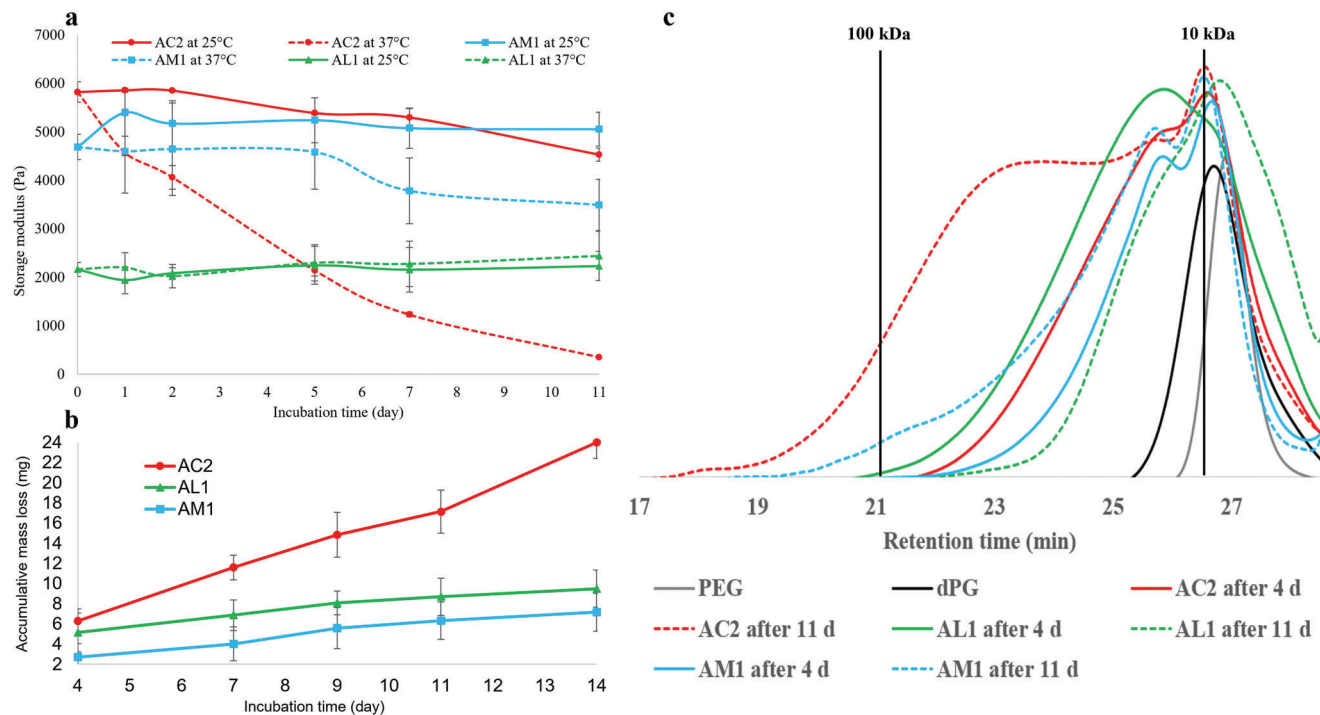 a
7000
6000
5000
4000
3000
2000
1000
0
Storage modulus (Pa)
AC2 at 25°C AC2 at 37°C AM1 at 25°C
AM1 at 37°C AL1 at 25°C AL1 at 37°C
0 1 2 3 4 5 6 7 8 9 10 11
Incubation time (day)
b
24
22
20
18
16
14
12
10
8
6
4
2
Accumulative mass loss (mg)
AC2
AL1
AM1
4 5 6 7 8 9 10 11 12 13 14
Incubation time (day)
c
100 kDa 10 kDa
17 19 21 23 25 27
Retention time (min)
PEG dPG AC2 after 4 d
AC2 after 11 d AL1 after 4 d AL1 after 11 d
AM1 after 4 d AM1 after 11 d